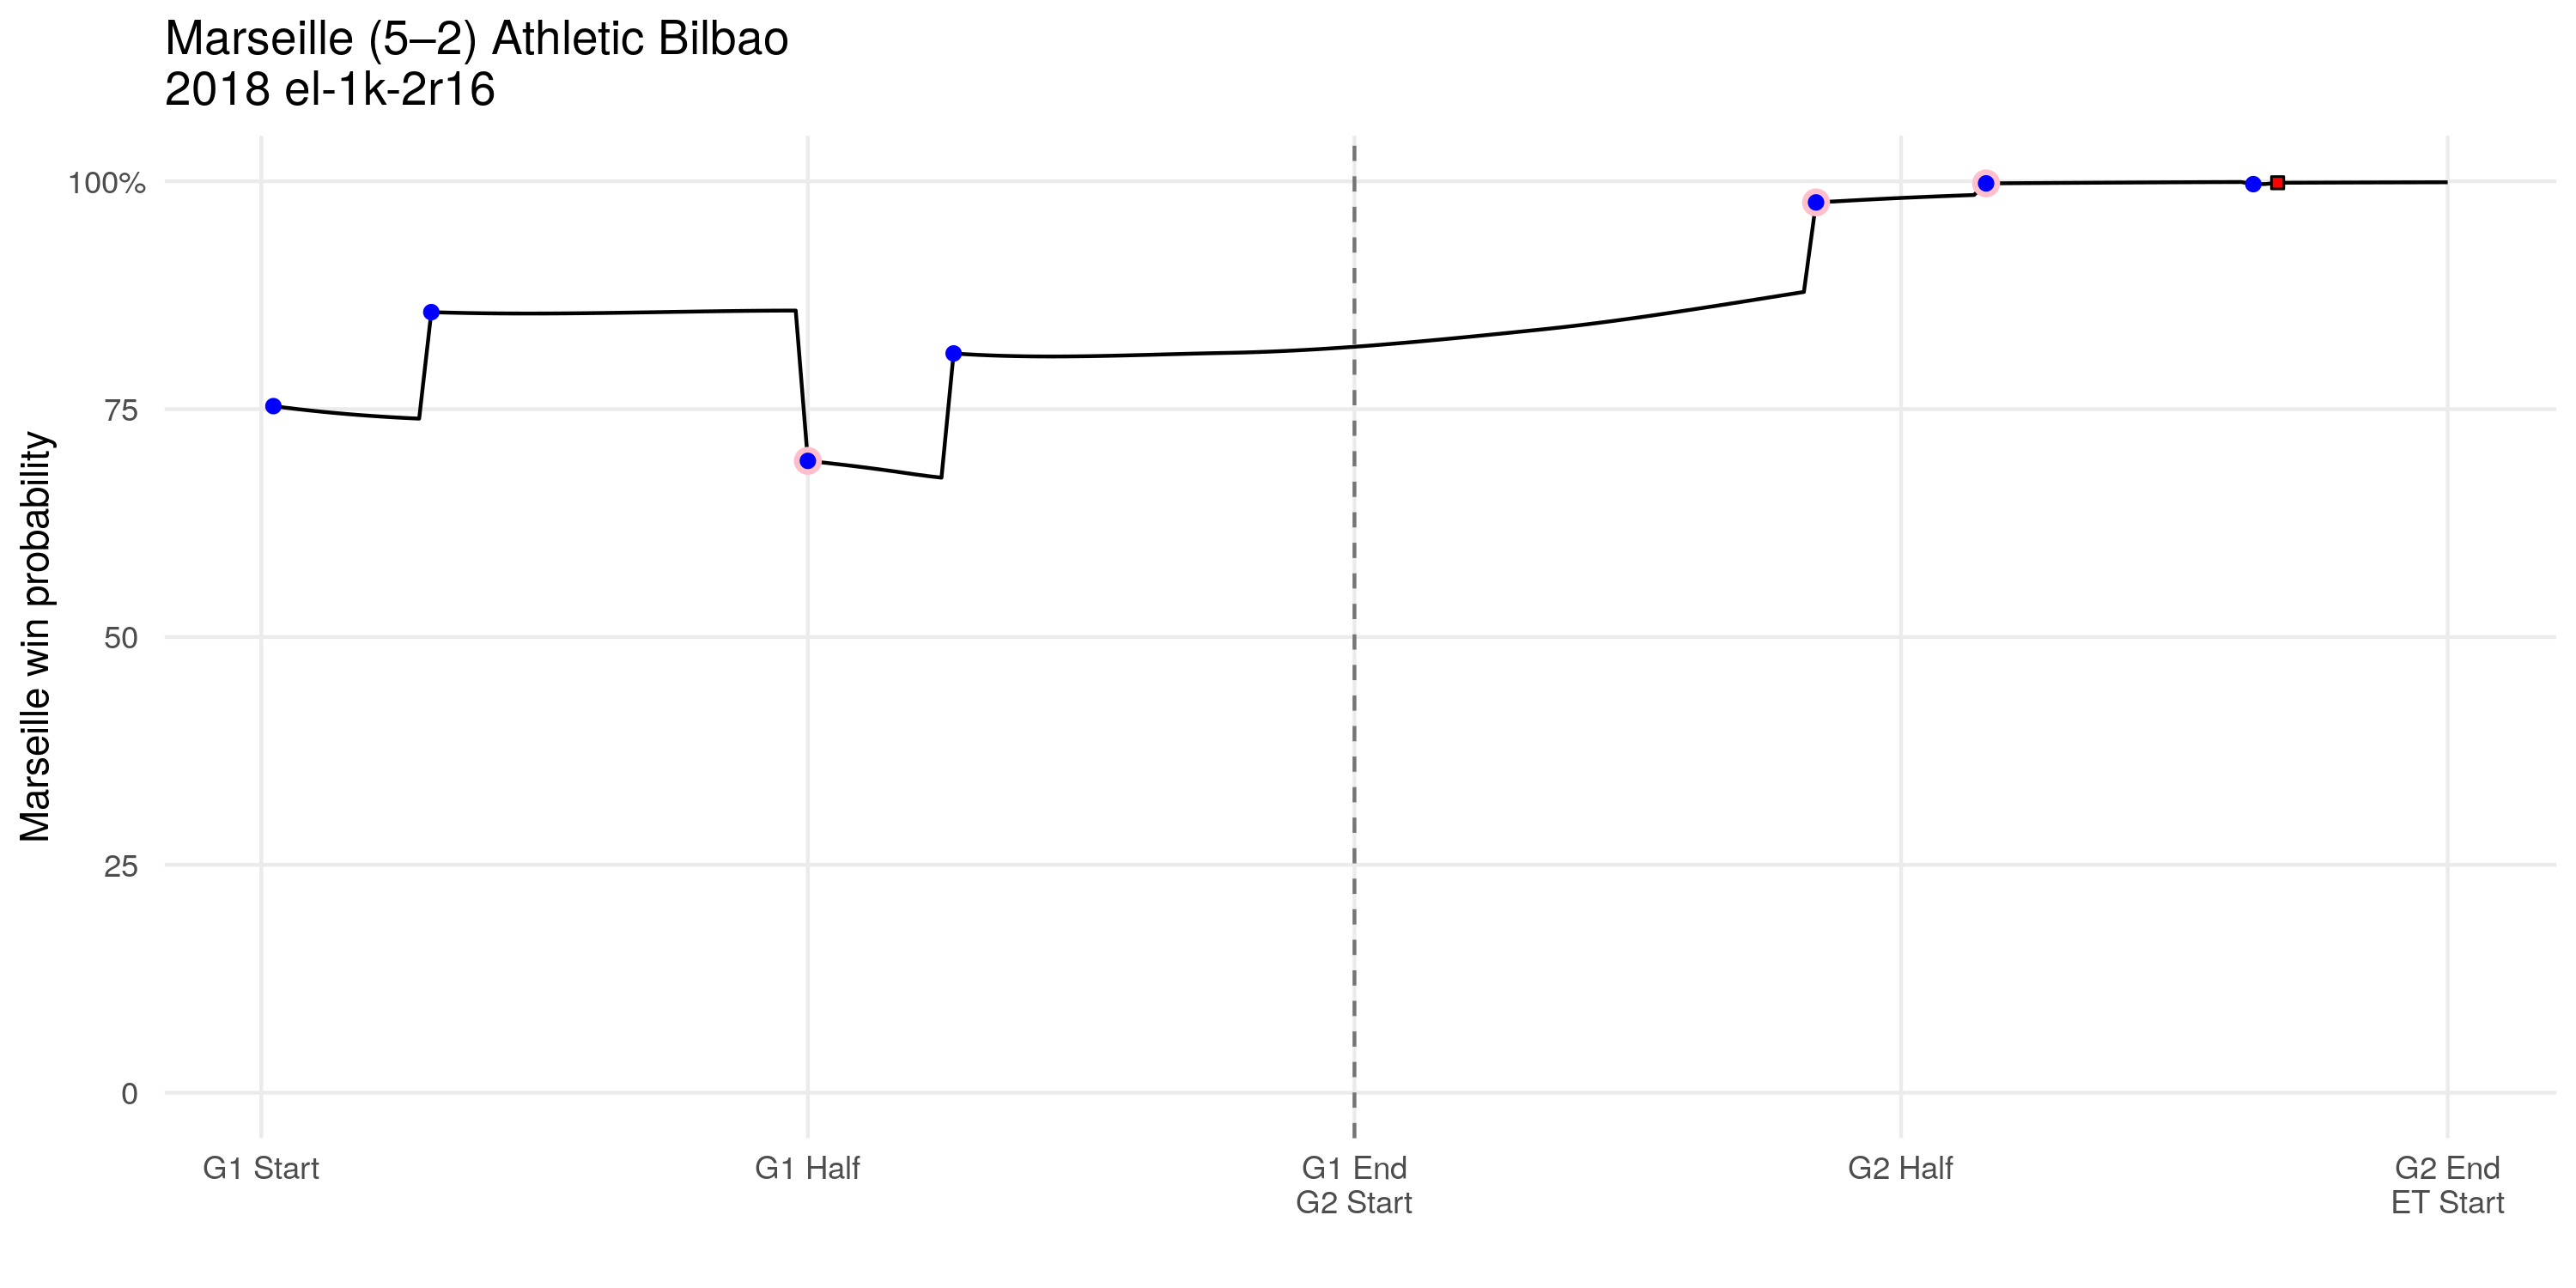 Marseille (5–2) Athletic Bilbao
2018 el-1k-2r16
Marseille win probability
100%
75
50
25
0
G1 Start
G1 Half
G1 End
G2 Start
G2 Half
G2 End
ET Start